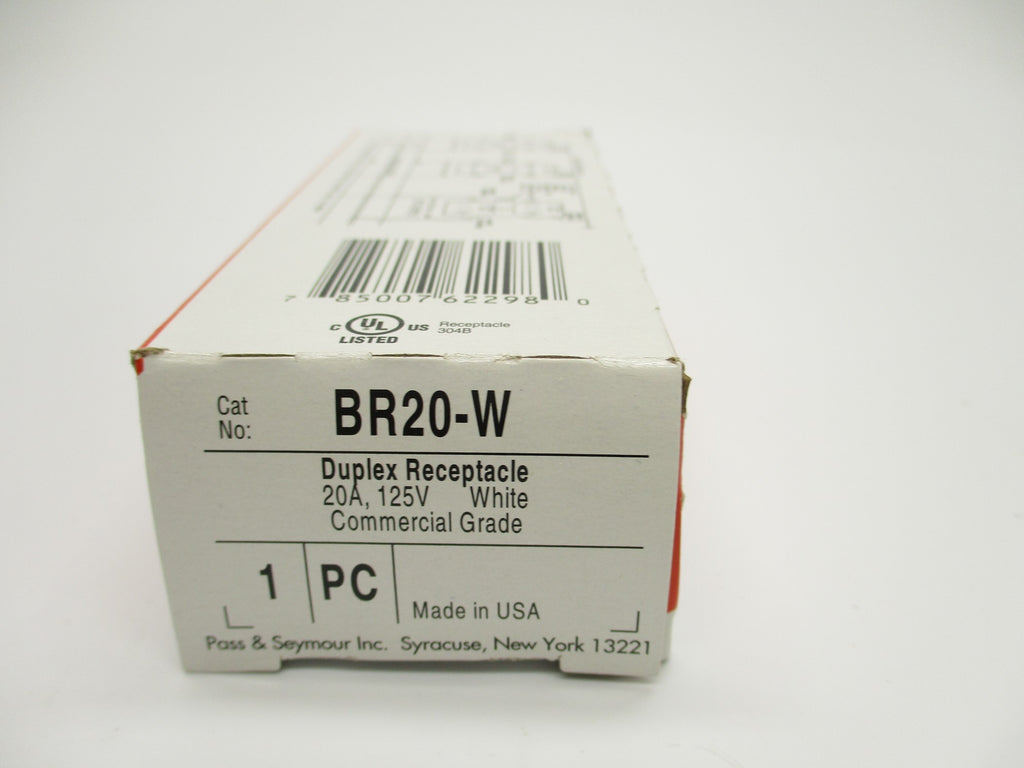 7 85007 62298 0
C UL US
LISTED
Receptacle
304B
Cat
No:
BR20-W
Duplex Receptacle
20A, 125V White
Commercial Grade
1 PC
Made in USA
Pass & Seymour Inc. Syracuse, New York 13221